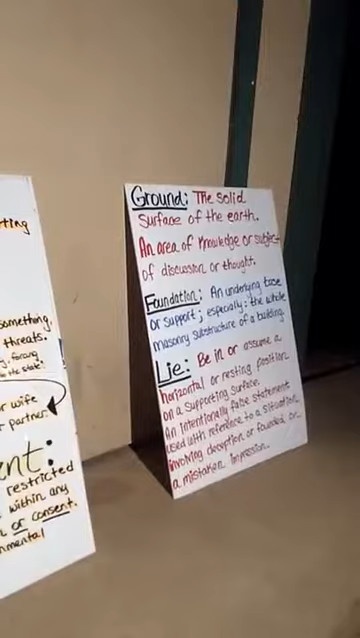 something.
threats.
or wife
partner
ent:
restricted
within any
or consent.
nmental
Ground: The solid
surface of the earth.
An area of knowledge or subject
of discussion or thought.
Foundation: An underlying base
or support; especially: the whole
masonry substructure of a building.
Lie: Be in or assume a
horizontal or resting position
on a supporting surface.
An intentionally false statement
used with reference to a situation
involving deception or founded on
a mistaken impression.